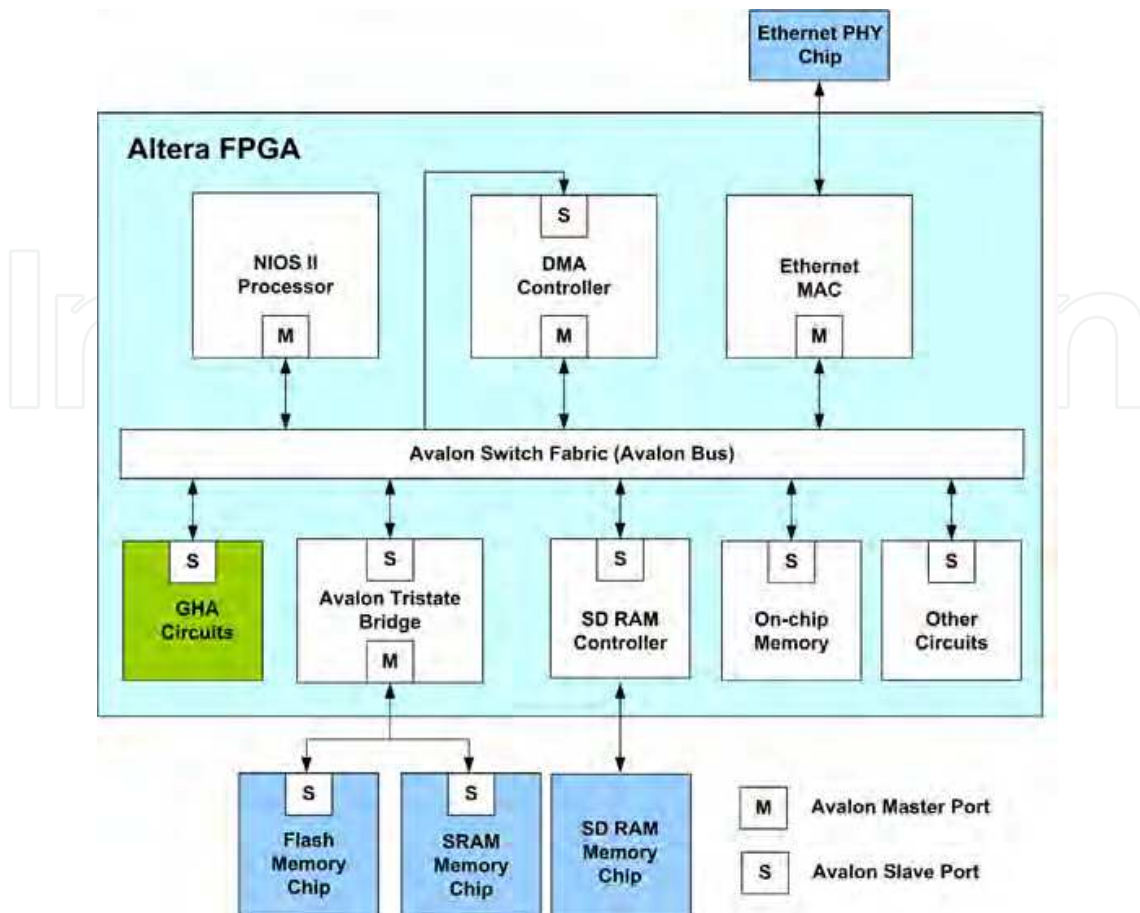 Ethernet PHY
Chip
Altera FPGA
S
NIOS II
Processor
DMA
Controller
Ethernet
MAC
M
M
M
Avalon Switch Fabric (Avalon Bus)
S
S
S
S
S
GHA
Circuits
Avalon Tristate
Bridge
SD RAM
Controller
On-chip
Memory
Other
Circuits
M
S
S
Flash
Memory
Chip
SRAM
Memory
Chip
SD RAM
Memory
Chip
M
Avalon Master Port
S
Avalon Slave Port